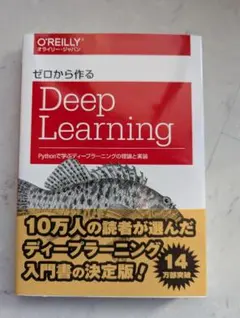 O'REILLY
オライリー・ジャパン
ゼロから作る
Deep
Learning
Pythonで学ぶディープラーニングの理論と実装
10万人の読者が選んだ
ディープラーニング
入門書の決定版!
14
万部突破